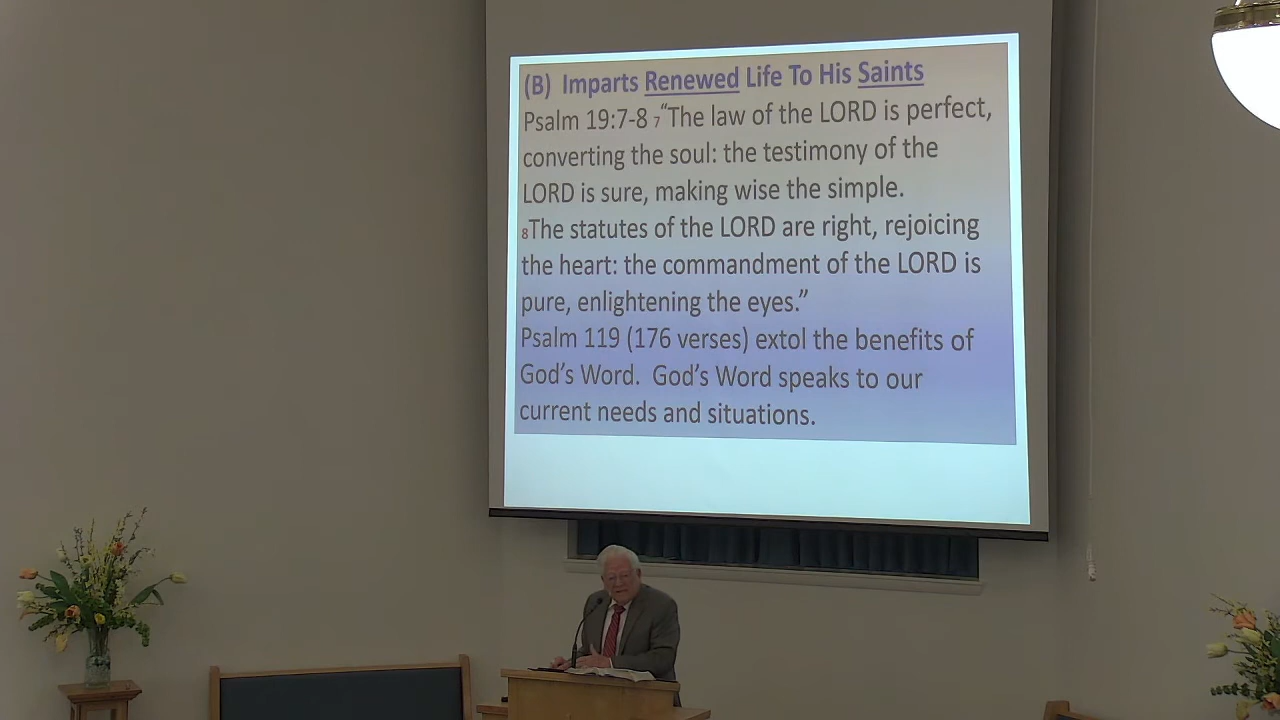 (B) Imparts Renewed Life To His Saints
Psalm 19:7-8 7“The law of the LORD is perfect,
converting the soul: the testimony of the
LORD is sure, making wise the simple.
8The statutes of the LORD are right, rejoicing
the heart: the commandment of the LORD is
pure, enlightening the eyes.”
Psalm 119 (176 verses) extol the benefits of
God’s Word. God’s Word speaks to our
current needs and situations.